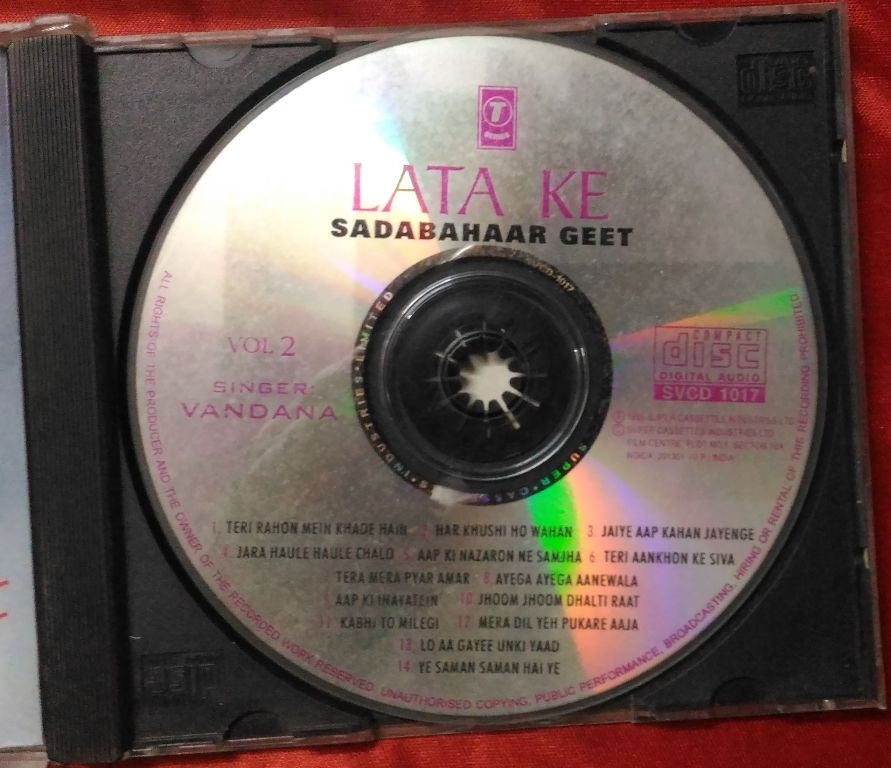 T
SERIES
LATA KE
SADABAHAAR GEET
SVCD-1017
INDUSTRIES • LIMITED
VOL 2
SINGER:
VANDANA
COMPACT
disc
DIGITAL AUDIO
SVCD 1017
SUPER CASSETTES INDUSTRIES LTD
SUPER CASSETTES INDUSTRIES LTD
FILM CENTRE, PLOT NO.1, SECTOR 16A,
NOIDA, 201301 (U.P.) INDIA
1. TERI RAHON MEIN KHADE HAIN 2. HAR KHUSHI HO WAHAN 3. JAIYE AAP KAHAN JAYENGE
4. JARA HAULE HAULE CHALO 5. AAP KI NAZARON NE SAMJHA 6. TERI AANKHON KE SIVA
TERA MERA PYAR AMAR 8. AYEGA AYEGA AANEWALA
AAP KI INAYATEIN 10. JHOOM JHOOM DHALTI RAAT
11. KABHI TO MILEGI 12. MERA DIL YEH PUKARE AAJA
13. LO AA GAYEE UNKI YAAD
14. YE SAMAN SAMAN HAI YE
ALL RIGHTS OF THE PRODUCER AND THE OWNER OF THE RECORDED WORK RESERVED. UNAUTHORISED COPYING, PUBLIC PERFORMANCE, BROADCASTING, HIRING OR RENTAL OF THIS RECORDING PROHIBITED
disc